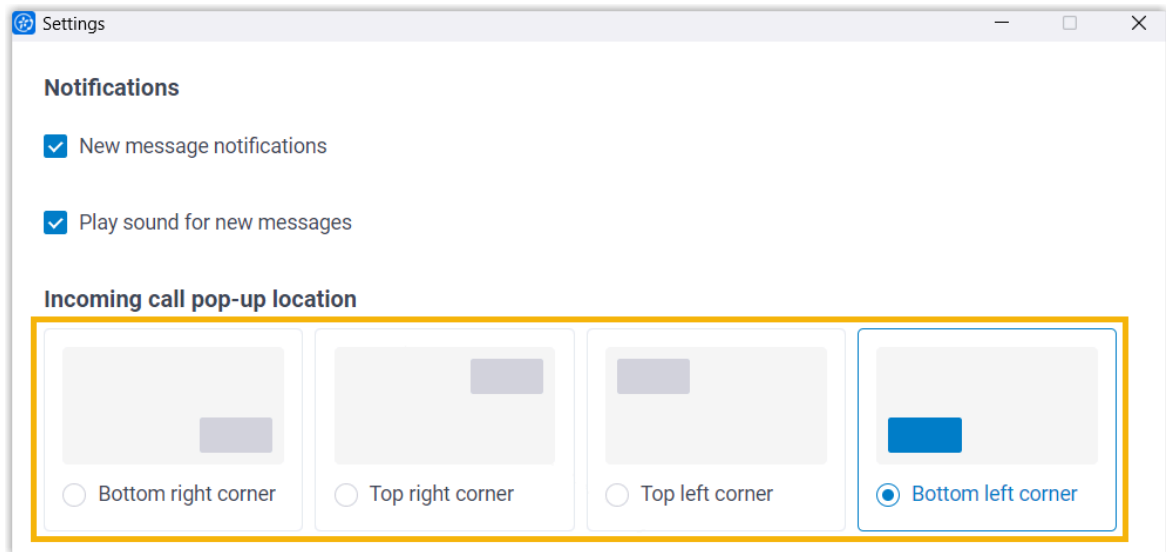 Settings
Notifications
New message notifications
Play sound for new messages
Incoming call pop-up location
Bottom right corner
Top right corner
Top left corner
Bottom left corner